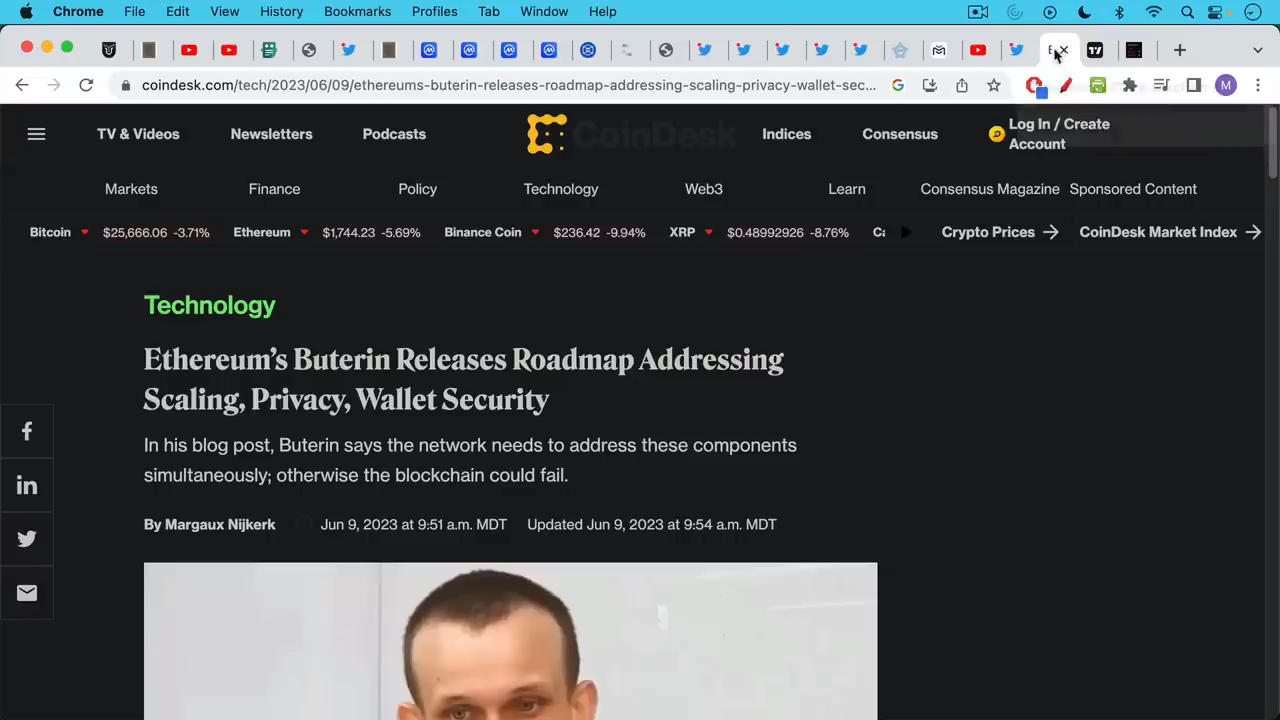 Chrome File Edit View History Bookmarks Profiles Tab Window Help
coindesk.com/tech/2023/06/09/ethereums-buterin-releases-roadmap-addressing-scaling-privacy-wallet-sec...
M
TV & Videos Newsletters Podcasts CoinDesk Indices Consensus Log In / Create
Account
Markets Finance Policy Technology Web3 Learn Consensus Magazine Sponsored Content
Bitcoin $25,666.06 -3.71% Ethereum $1,744.23 -5.69% Binance Coin $236.42 -9.94% XRP $0.48992926 -8.76% Ca Crypto Prices CoinDesk Market Index
Technology
Ethereum’s Buterin Releases Roadmap Addressing
Scaling, Privacy, Wallet Security
In his blog post, Buterin says the network needs to address these components
simultaneously; otherwise the blockchain could fail.
By Margaux Nijkerk Jun 9, 2023 at 9:51 a.m. MDT Updated Jun 9, 2023 at 9:54 a.m. MDT